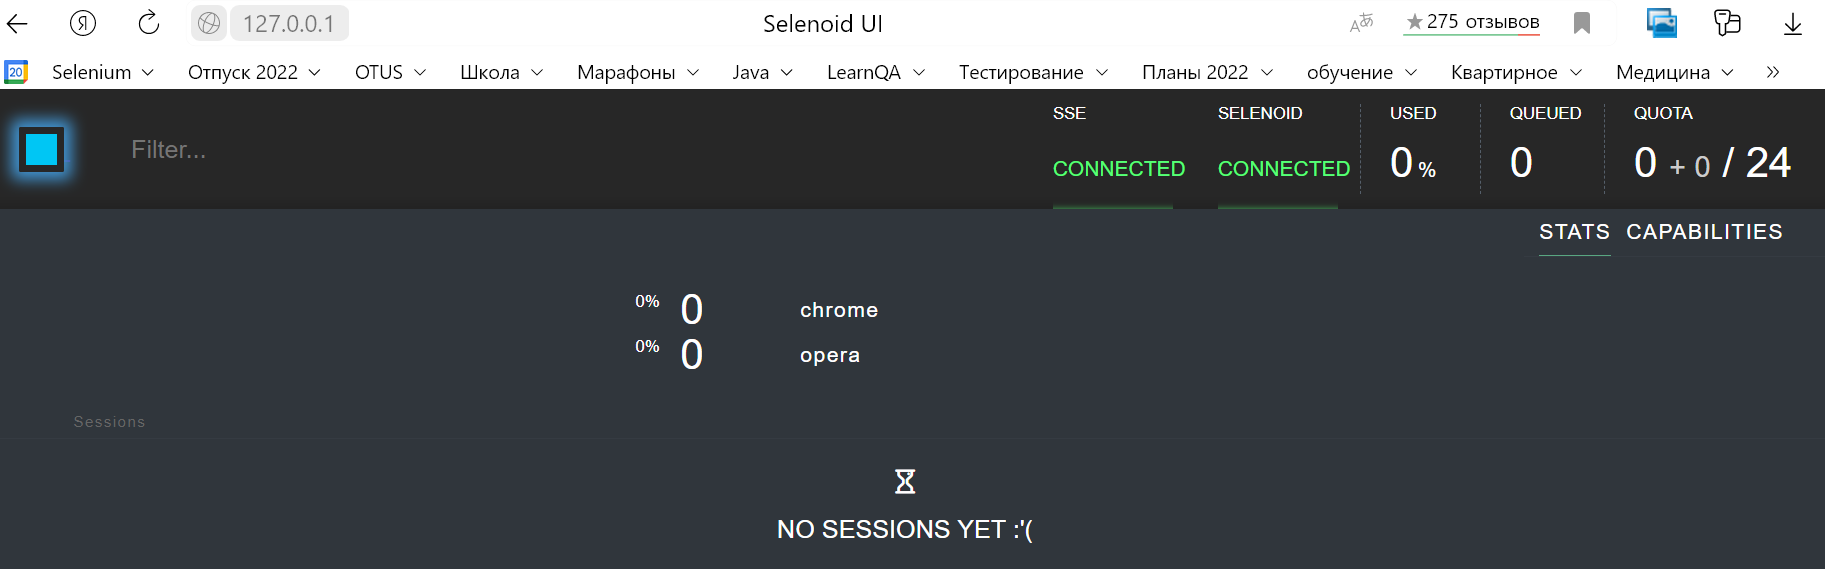 Я 127.0.0.1 Selenoid UI Aあ ★275 отзывов
20 Selenium Отпуск 2022 OTUS Школа Марафоны Java LearnQA Тестирование Планы 2022 обучение Квартирное Медицина »
Filter...
SSE SELENOID USED QUEUED QUOTA
CONNECTED CONNECTED 0 % 0 0 + 0 / 24
STATS CAPABILITIES
0% 0 chrome
0% 0 opera
Sessions
NO SESSIONS YET :'(